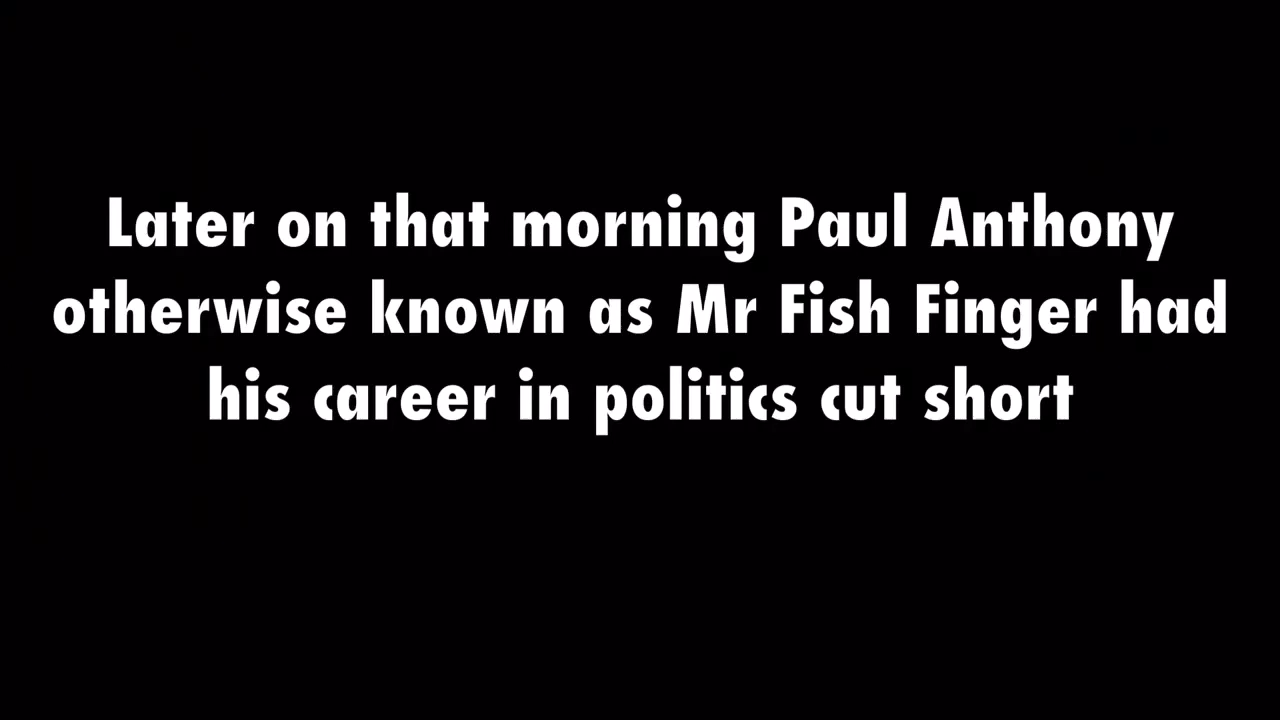 Later on that morning Paul Anthony
otherwise known as Mr Fish Finger had
his career in politics cut short